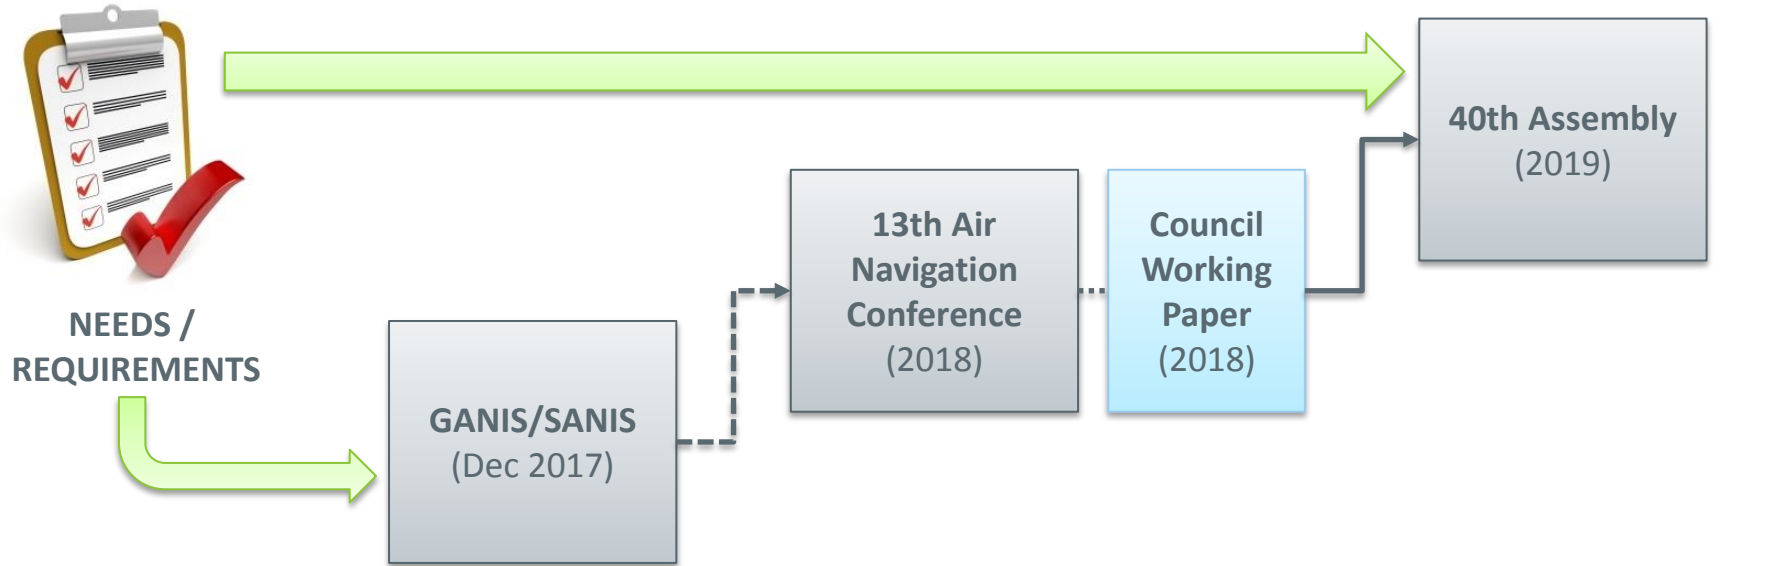 NEEDS /
REQUIREMENTS
GANIS/SANIS
(Dec 2017)
13th Air
Navigation
Conference
(2018)
Council
Working
Paper
(2018)
40th Assembly
(2019)